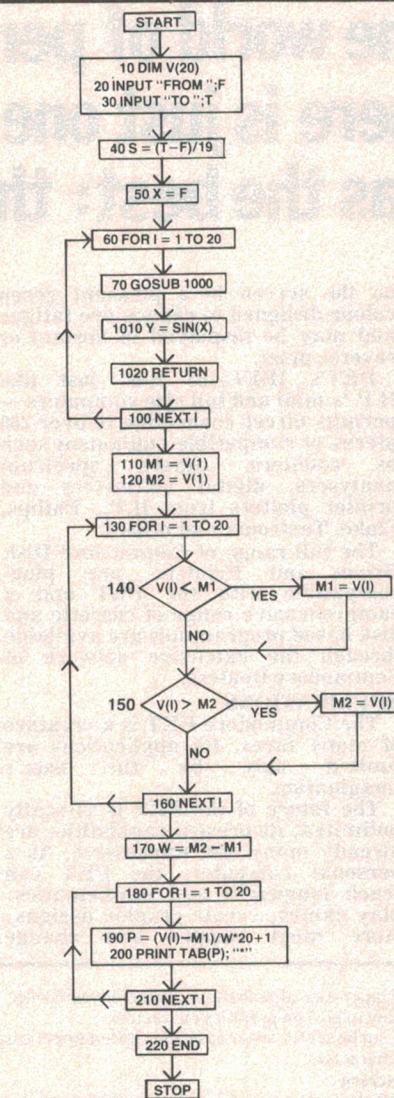 START
10 DIM V(20)
20 INPUT "FROM ";F
30 INPUT "TO ";T
40 S = (T–F)/19
50 X = F
60 FOR I = 1 TO 20
70 GOSUB 1000
1010 Y = SIN(X)
1020 RETURN
100 NEXT I
110 M1 = V(1)
120 M2 = V(1)
130 FOR I = 1 TO 20
140 V(I) < M1 YES M1 = V(I)
NO
150 V(I) > M2 YES M2 = V(I)
NO
160 NEXT I
170 W = M2 – M1
180 FOR I = 1 TO 20
190 P = (V(I)–M1)/W*20+1
200 PRINT TAB(P); "*"
210 NEXT I
220 END
STOP